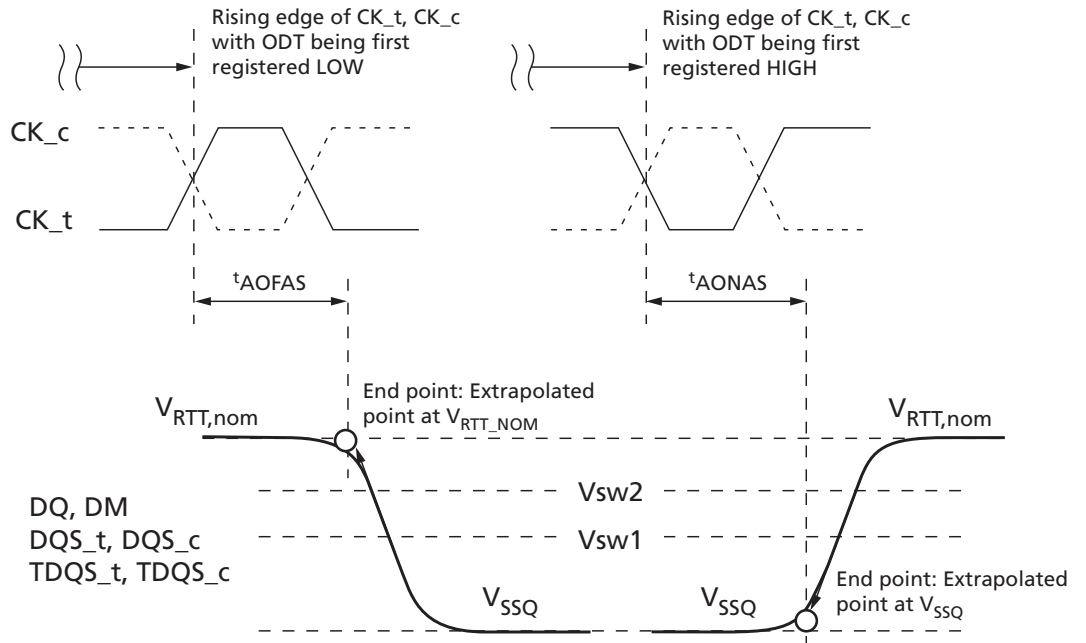 Rising edge of CK_t, CK_c
with ODT being first
registered LOW
Rising edge of CK_t, CK_c
with ODT being first
registered HIGH
CK_c
CK_t
tAOFAS
tAONAS
End point: Extrapolated
point at VRTT_NOM
VRTT,nom
VRTT,nom
Vsw2
DQ, DM
DQS_t, DQS_c
TDQS_t, TDQS_c
Vsw1
VSSQ
VSSQ
End point: Extrapolated
point at VSSQ